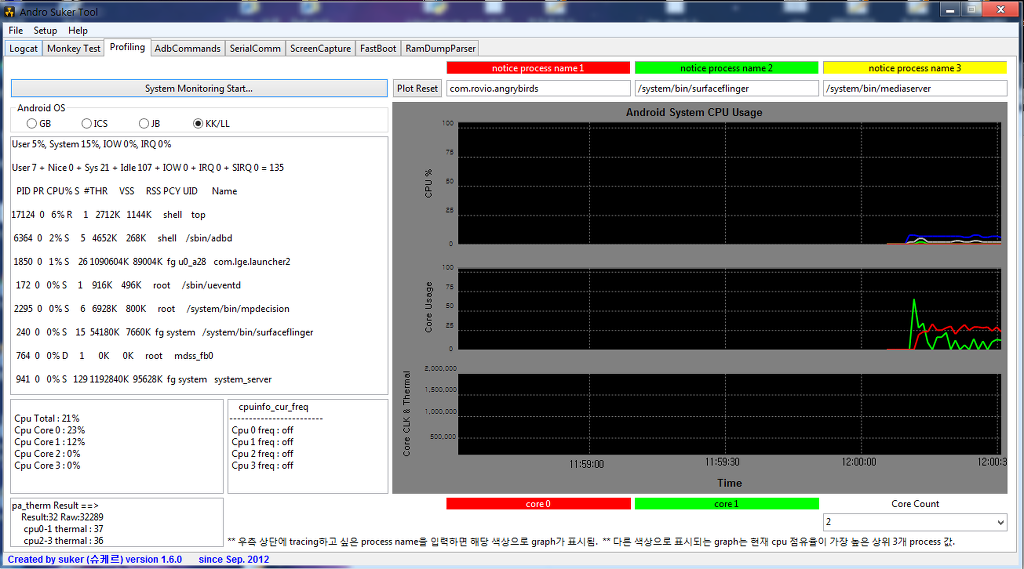 Andro Suker Tool
File Setup Help
Logcat Monkey Test Profiling AdbCommands SerialComm ScreenCapture FastBoot RamDumpParser
notice process name 1 notice process name 2 notice process name 3
System Monitoring Start... Plot Reset com.rovio.angrybirds /system/bin/surfaceflinger /system/bin/mediaserver
Android OS
GB ICS JB KK/LL
User 5%, System 15%, IOW 0%, IRQ 0%
User 7 + Nice 0 + Sys 21 + Idle 107 + IOW 0 + IRQ 0 + SIRQ 0 = 135
PID PR CPU% S #THR VSS RSS PCY UID Name
17124 0 6% R 1 2712K 1144K shell top
6364 0 2% S 5 4652K 268K shell /sbin/adbd
1850 0 1% S 26 1090604K 89004K fg u0_a28 com.lge.launcher2
172 0 0% S 1 916K 496K root /sbin/ueventd
2295 0 0% S 6 6928K 800K root /system/bin/mpdecision
240 0 0% S 15 54180K 7660K fg system /system/bin/surfaceflinger
764 0 0% D 1 0K 0K root mdss_fb0
941 0 0% S 129 1192840K 95628K fg system system_server
Cpu Total : 21%
Cpu Core 0 : 23%
Cpu Core 1 : 12%
Cpu Core 2 : 0%
Cpu Core 3 : 0%
cpuinfo_cur_freq
------------------------
Cpu 0 freq : off
Cpu 1 freq : off
Cpu 2 freq : off
Cpu 3 freq : off
pa_therm Result ==>
Result:32 Raw:32289
cpu0-1 thermal : 37
cpu2-3 thermal : 36
Android System CPU Usage
CPU %
100
75
50
25
0
Core Usage
100
75
50
25
0
Core CLK & Thermal
2,000,000
1,500,000
1,000,000
500,000
11:59:00 11:59:30 12:00:00 12:00:3
Time
core 0 core 1 Core Count
2
** 우측 상단에 tracing하고 싶은 process name을 입력하면 해당 색상으로 graph가 표시됨. ** 다른 색상으로 표시되는 graph는 현재 cpu 점유율이 가장 높은 상위 3개 process 값.
Created by suker (슈케르) version 1.6.0 since Sep. 2012